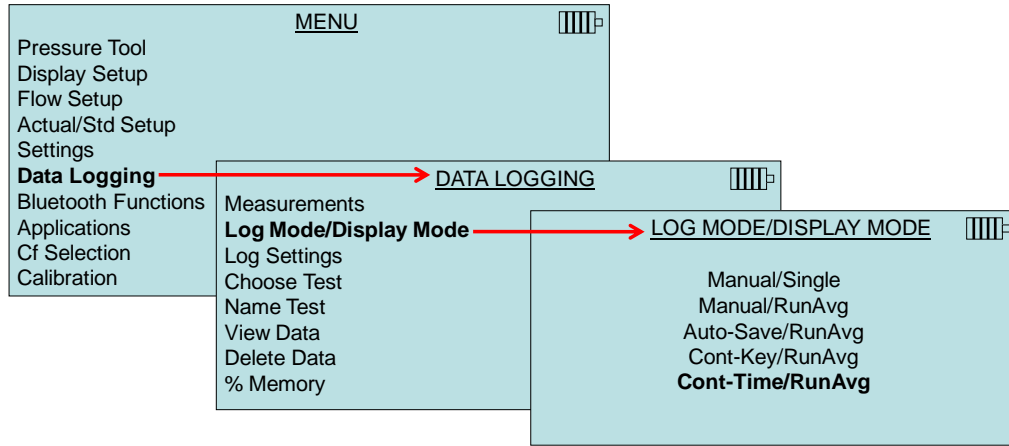 MENU
Pressure Tool
Display Setup
Flow Setup
Actual/Std Setup
Settings
Data Logging
Bluetooth Functions
Applications
Cf Selection
Calibration
DATA LOGGING
Measurements
Log Mode/Display Mode
Log Settings
Choose Test
Name Test
View Data
Delete Data
% Memory
LOG MODE/DISPLAY MODE
Manual/Single
Manual/RunAvg
Auto-Save/RunAvg
Cont-Key/RunAvg
Cont-Time/RunAvg